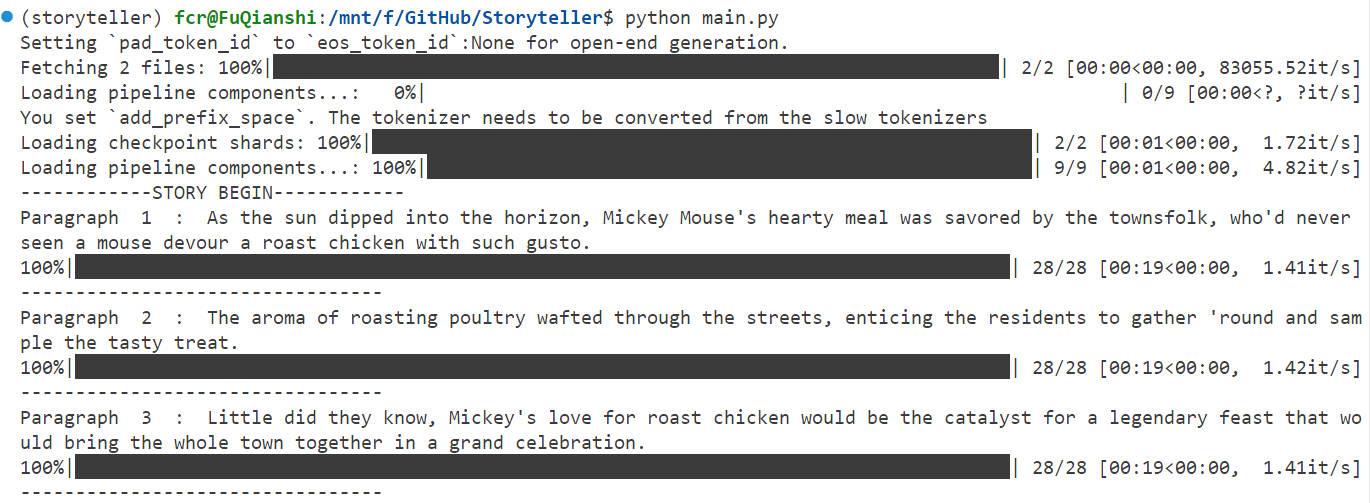 (storyteller) fcr@FuQianshi:/mnt/f/GitHub/Storyteller$ python main.py
Setting `pad_token_id` to `eos_token_id`:None for open-end generation.
Fetching 2 files: 100%|| 2/2 [00:00<00:00, 83055.52it/s]
Loading pipeline components...:   0%|| 0/9 [00:00<?, ?it/s]
You set `add_prefix_space`. The tokenizer needs to be converted from the slow tokenizers
Loading checkpoint shards: 100%|| 2/2 [00:01<00:00,  1.72it/s]
Loading pipeline components...: 100%|| 9/9 [00:01<00:00,  4.82it/s]
------------STORY BEGIN------------
Paragraph  1  :  As the sun dipped into the horizon, Mickey Mouse's hearty meal was savored by the townsfolk, who'd never
seen a mouse devour a roast chicken with such gusto.
100%|| 28/28 [00:19<00:00,  1.41it/s]
---------------------------------
Paragraph  2  :  The aroma of roasting poultry wafted through the streets, enticing the residents to gather 'round and sam
ple the tasty treat.
100%|| 28/28 [00:19<00:00,  1.42it/s]
---------------------------------
Paragraph  3  :  Little did they know, Mickey's love for roast chicken would be the catalyst for a legendary feast that wo
uld bring the whole town together in a grand celebration.
100%|| 28/28 [00:19<00:00,  1.41it/s]
---------------------------------